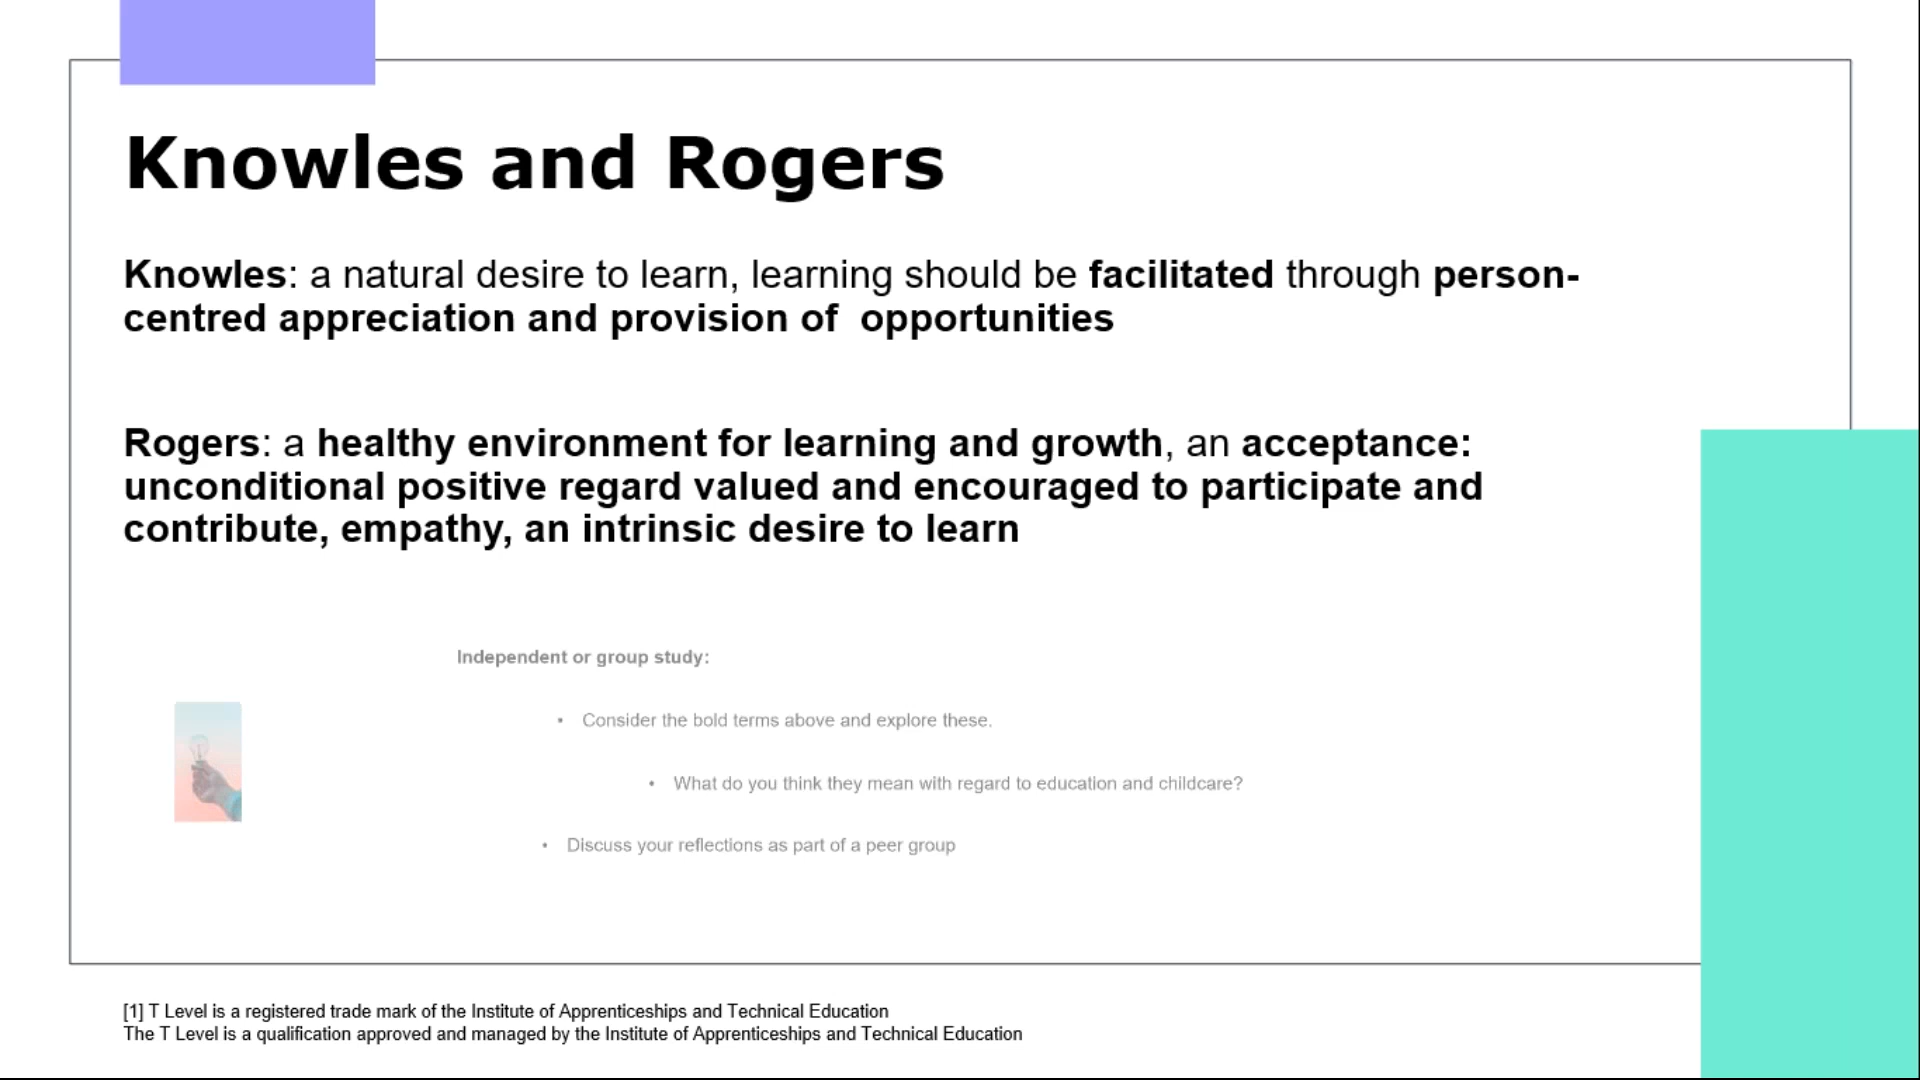 Knowles and Rogers
Knowles: a natural desire to learn, learning should be facilitated through person-
centred appreciation and provision of  opportunities
Rogers: a healthy environment for learning and growth, an acceptance:
unconditional positive regard valued and encouraged to participate and
contribute, empathy, an intrinsic desire to learn
Independent or group study:
• Consider the bold terms above and explore these.
• What do you think they mean with regard to education and childcare?
• Discuss your reflections as part of a peer group
[1] T Level is a registered trade mark of the Institute of Apprenticeships and Technical Education
The T Level is a qualification approved and managed by the Institute of Apprenticeships and Technical Education